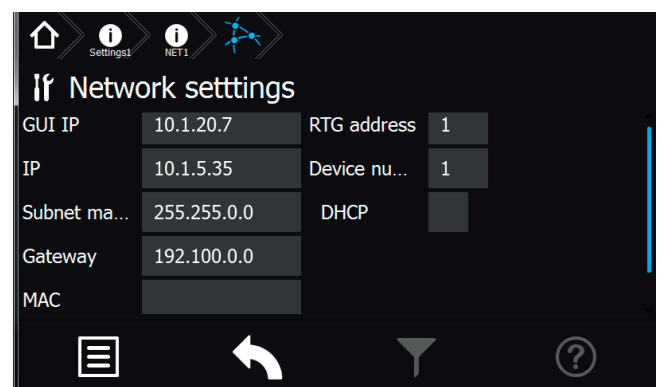 Settings1 NET1
Network setttings
GUI IP 10.1.20.7 RTG address 1
IP 10.1.5.35 Device nu... 1
Subnet ma... 255.255.0.0 DHCP
Gateway 192.100.0.0
MAC
?